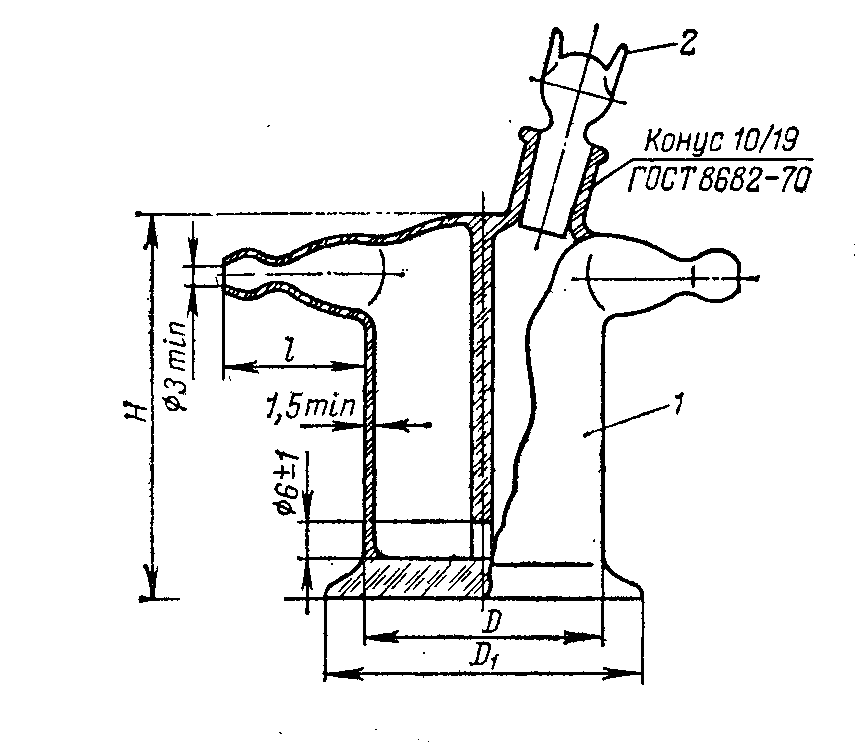 2
Конус 10/19
ГОСТ 8682-70
H
ϕ3 min
l
1,5 min
ϕ6±1
1
D
D₁